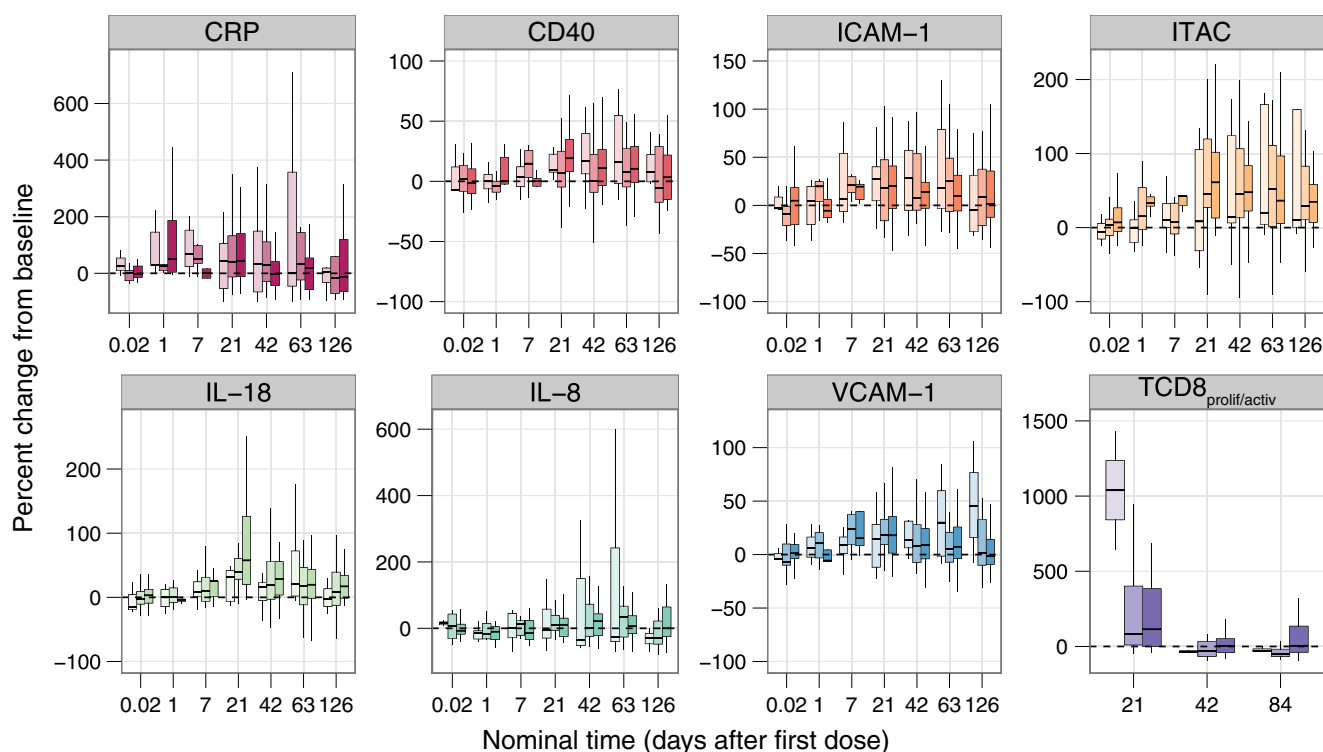 CRP
CD40
ICAM−1
ITAC
600
400
200
0
100
50
0
−50
−100
150
100
50
0
−50
−100
200
100
0
−100
0.02 1 7 21 42 63 126
0.02 1 7 21 42 63 126
0.02 1 7 21 42 63 126
0.02 1 7 21 42 63 126
Percent change from baseline
IL−18
IL−8
VCAM−1
TCD8prolif/activ
200
100
0
−100
600
400
200
0
100
50
0
−50
−100
1500
1000
500
0
0.02 1 7 21 42 63 126
0.02 1 7 21 42 63 126
0.02 1 7 21 42 63 126
21 42 84
Nominal time (days after first dose)